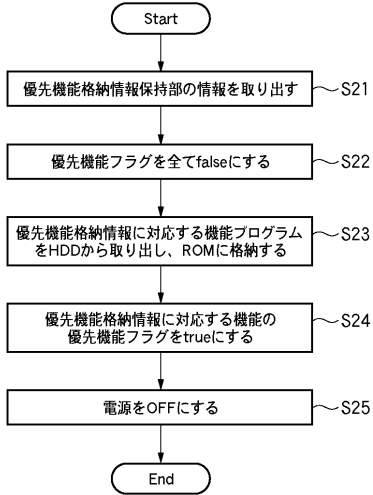 Start
優先機能格納情報保持部の情報を取り出す
S21
優先機能フラグを全てfalseにする
S22
優先機能格納情報に対応する機能プログラム
をHDDから取り出し、ROMに格納する
S23
優先機能格納情報に対応する機能の
優先機能フラグをtrueにする
S24
電源をOFFにする
S25
End